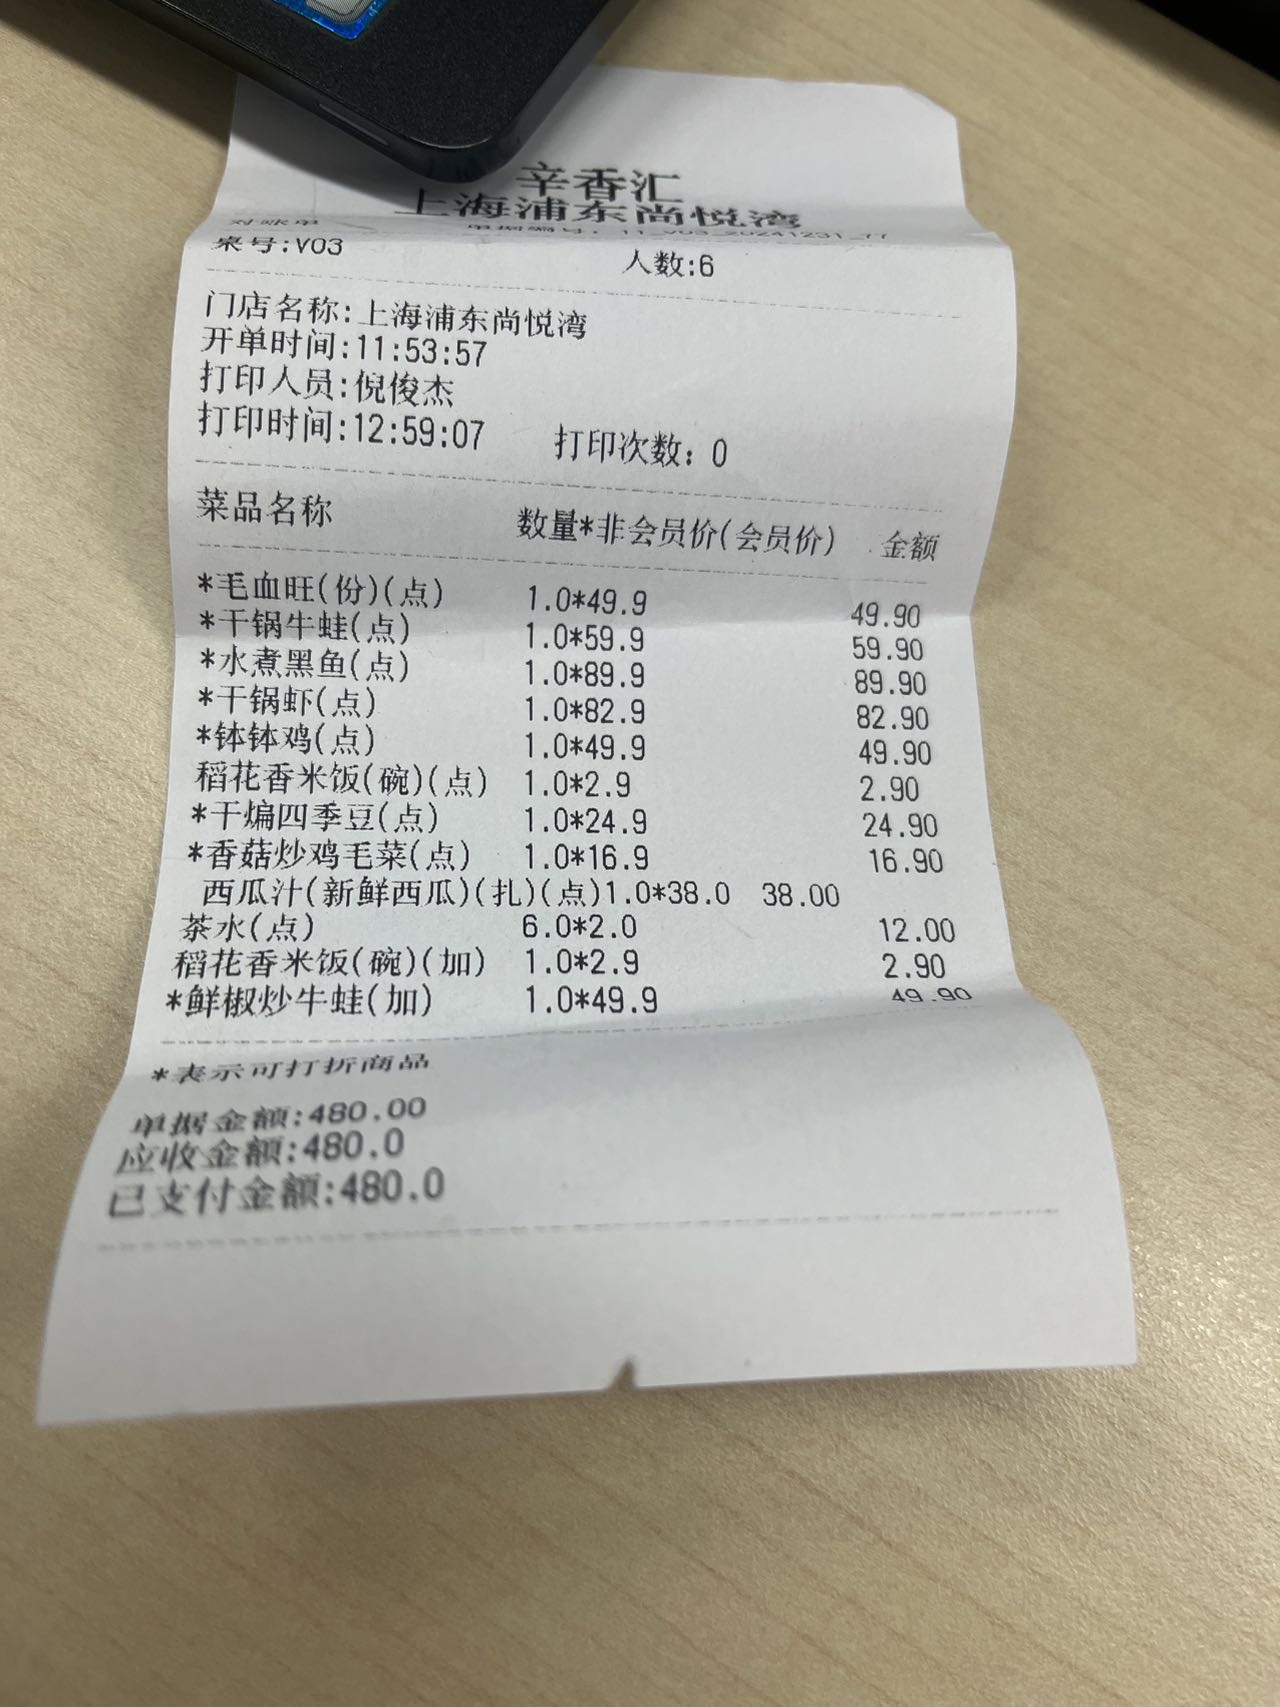 辛香汇
上海浦东尚悦湾
对账单 单据编号: 11_V03_20241231_77
桌号:V03 人数:6
门店名称:上海浦东尚悦湾
开单时间:11:53:57
打印人员:倪俊杰
打印时间:12:59:07 打印次数: 0
菜品名称 数量*非会员价(会员价) 金额
*毛血旺(份)(点) 1.0*49.9 49.90
*干锅牛蛙(点) 1.0*59.9 59.90
*水煮黑鱼(点) 1.0*89.9 89.90
*干锅虾(点) 1.0*82.9 82.90
*钵钵鸡(点) 1.0*49.9 49.90
稻花香米饭(碗)(点) 1.0*2.9 2.90
*干煸四季豆(点) 1.0*24.9 24.90
*香菇炒鸡毛菜(点) 1.0*16.9 16.90
西瓜汁(新鲜西瓜)(扎)(点)1.0*38.0 38.00
茶水(点) 6.0*2.0 12.00
稻花香米饭(碗)(加) 1.0*2.9 2.90
*鲜椒炒牛蛙(加) 1.0*49.9 49.90
*表示可打折商品
单据金额:480.00
应收金额:480.0
已支付金额:480.0